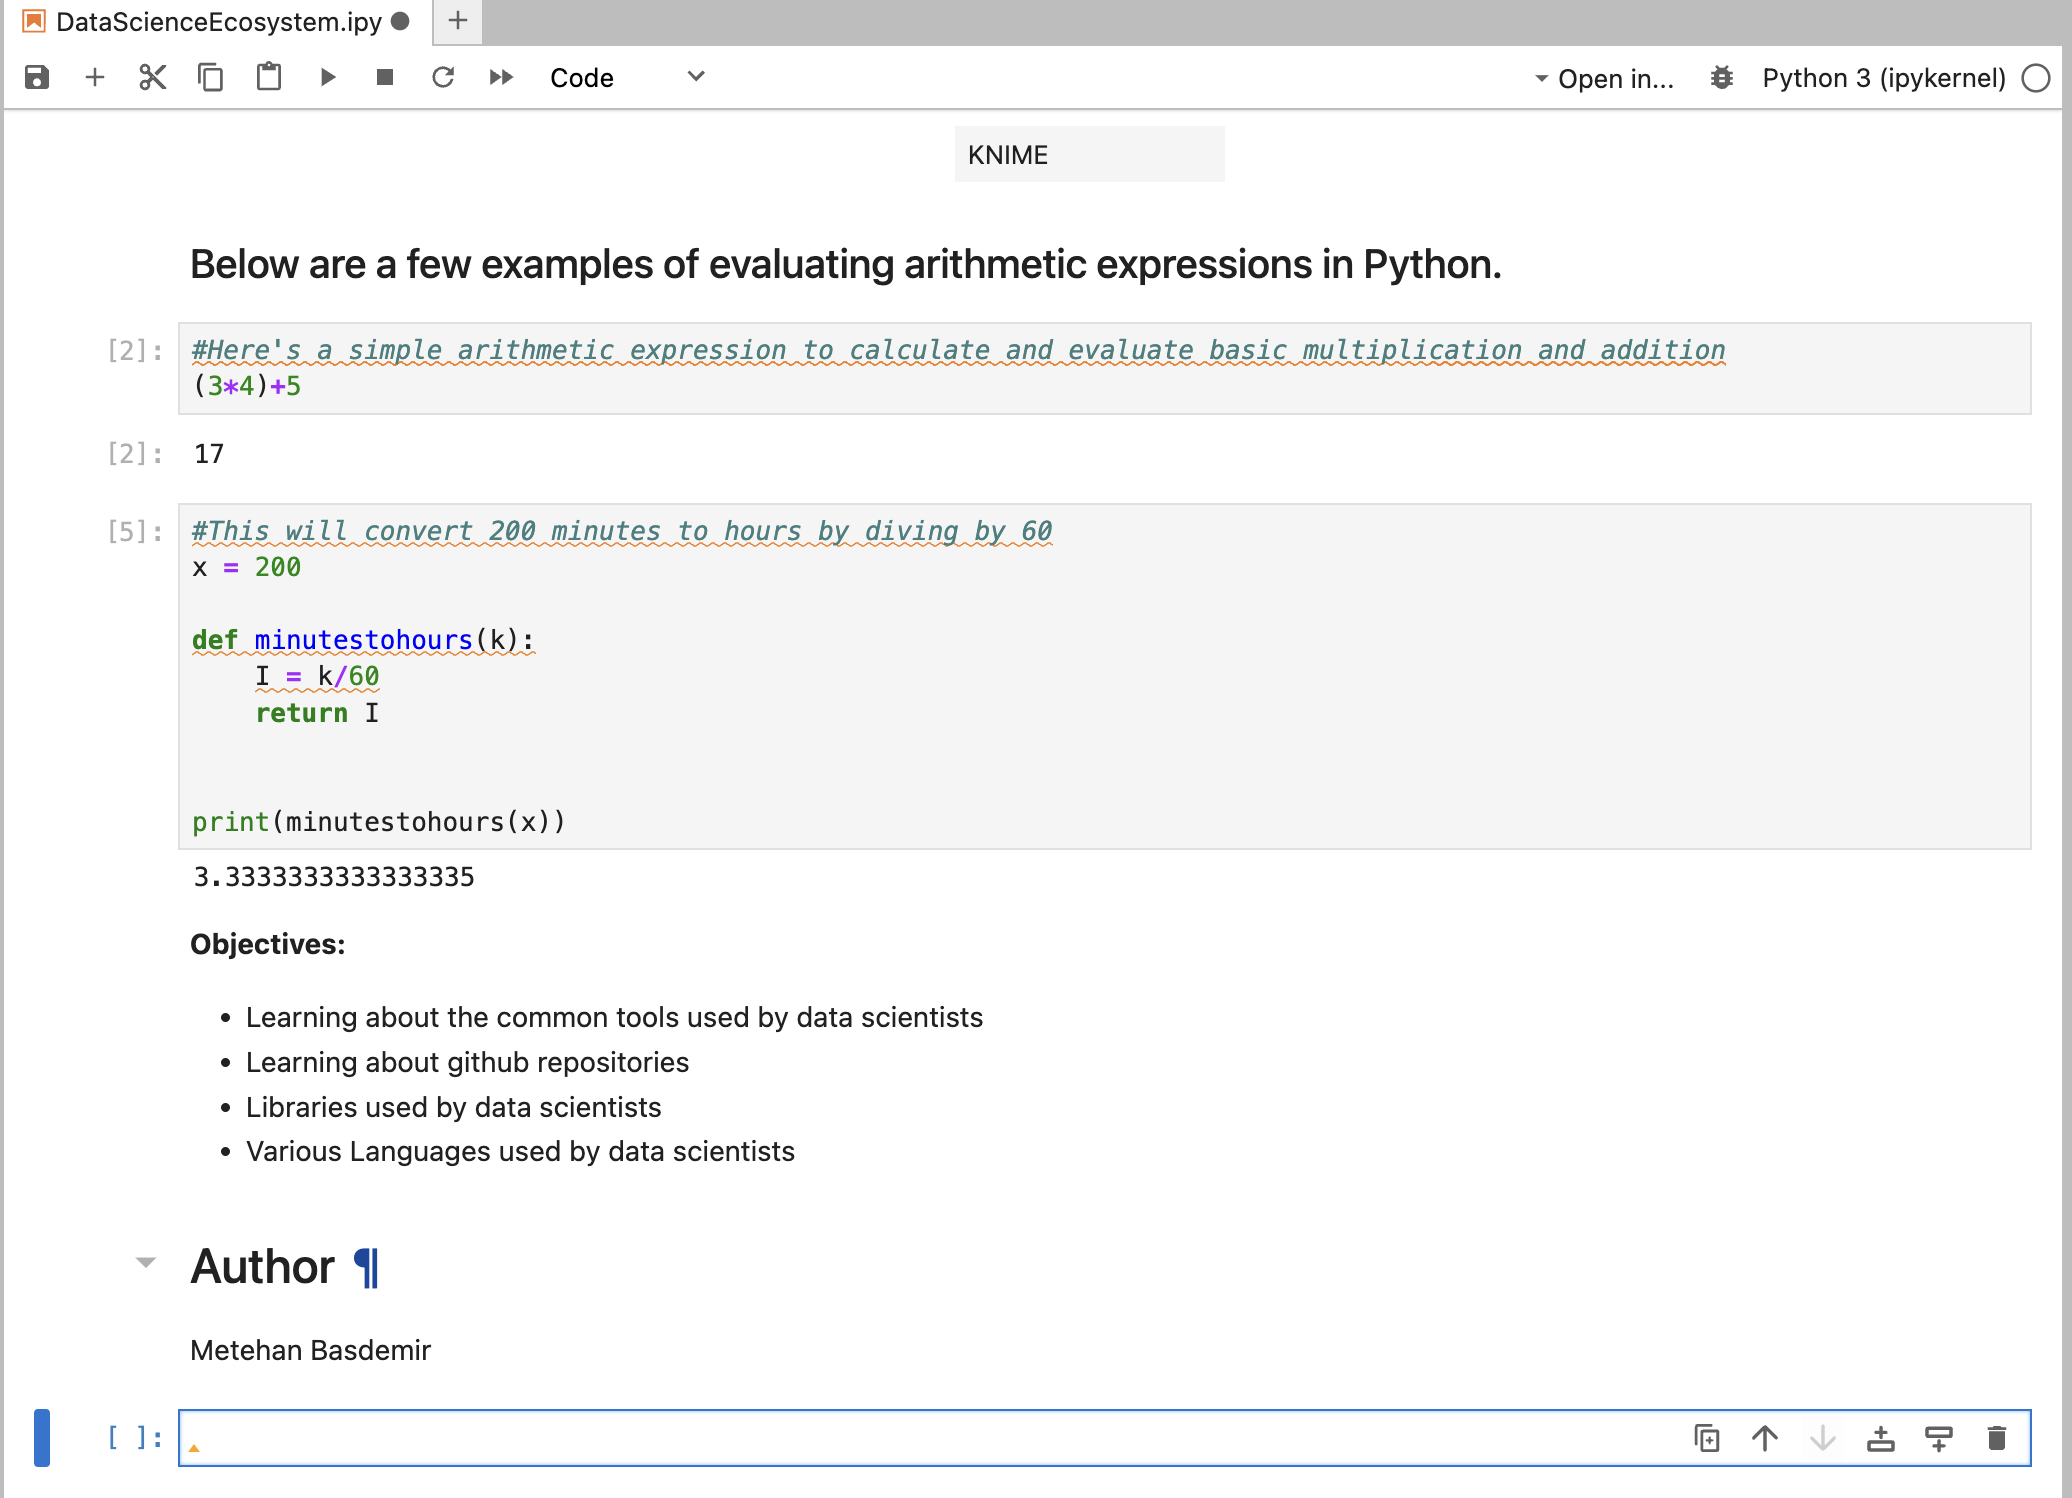 DataScienceEcosystem.ipy
Code
Open in...
Python 3 (ipykernel)
KNIME
Below are a few examples of evaluating arithmetic expressions in Python.
[2]: #Here's a simple arithmetic expression to calculate and evaluate basic multiplication and addition
(3*4)+5
[2]: 17
[5]: #This will convert 200 minutes to hours by diving by 60
x = 200
def minutestohours(k):
    I = k/60
    return I
print(minutestohours(x))
3.3333333333333335
Objectives:
• Learning about the common tools used by data scientists
• Learning about github repositories
• Libraries used by data scientists
• Various Languages used by data scientists
Author ¶
Metehan Basdemir
[ ]: